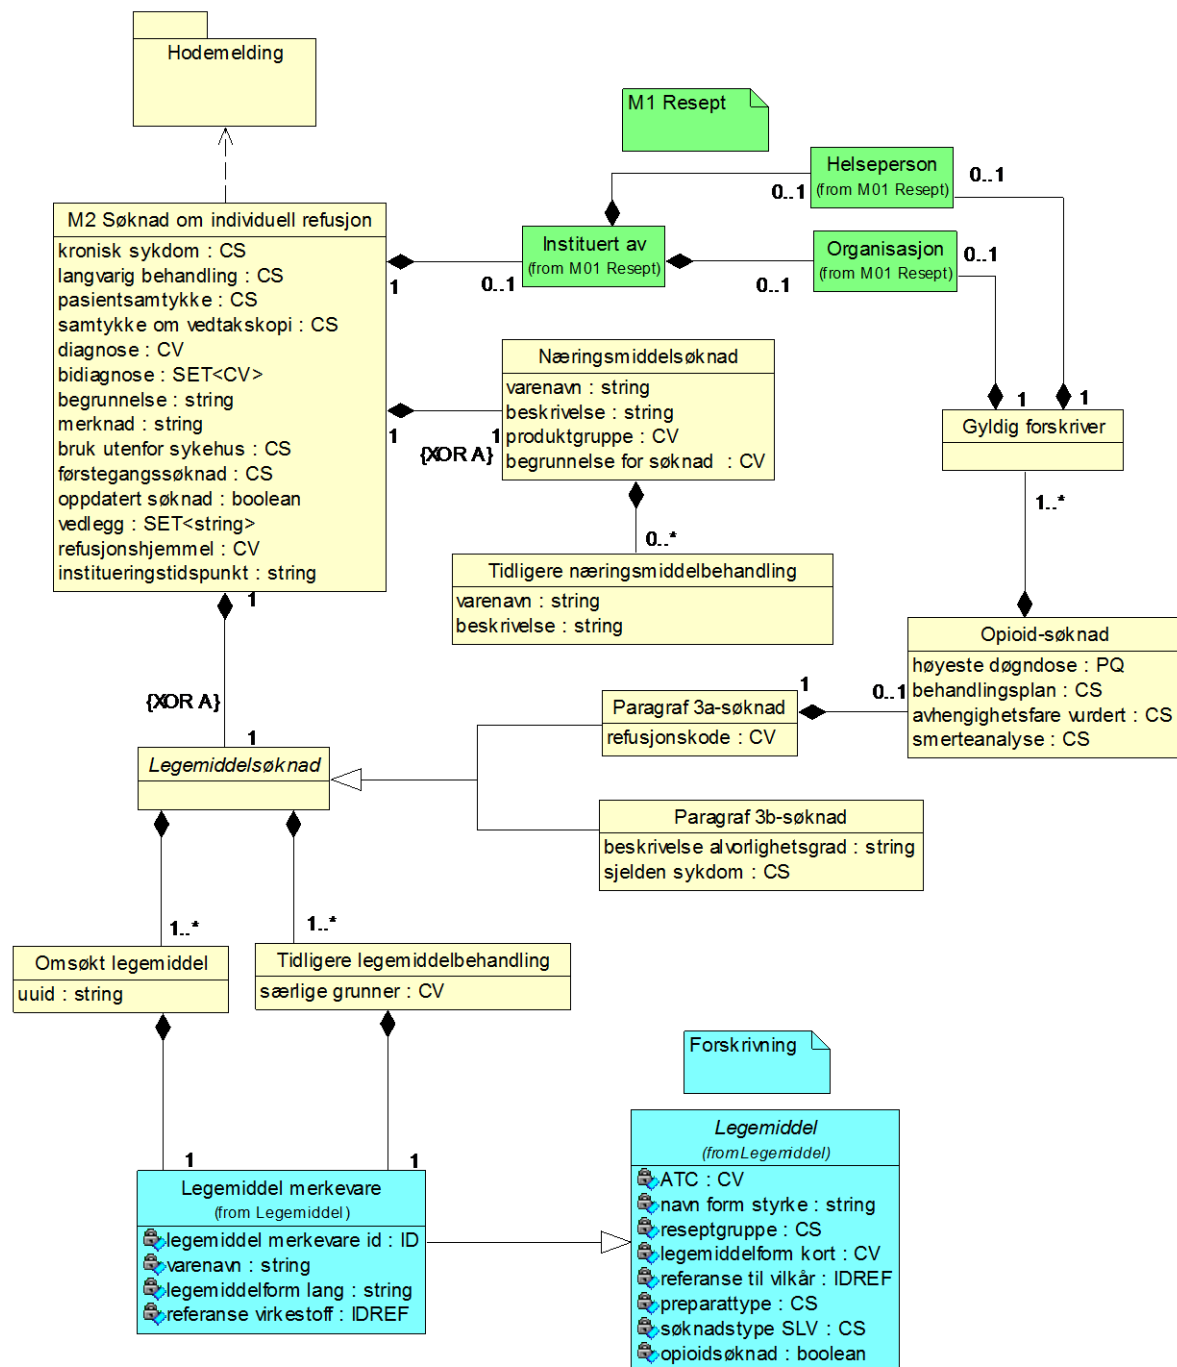 Hodemelding
M1 Resept
Helseperson
(from M01 Resept)
0..1
0..1
M2 Søknad om individuell refusjon
kronisk sykdom : CS
langvarig behandling : CS
pasientsamtykke : CS
samtykke om vedtakskopi : CS
diagnose : CV
bidiagnose : SET<CV>
begrunnelse : string
merknad : string
bruk utenfor sykehus : CS
førstegangssøknad : CS
oppdatert søknad : boolean
vedlegg : SET<string>
refusjonshjemmel : CV
institueringstidspunkt : string
1
0..1
Instituert av
(from M01 Resept)
Organisasjon
(from M01 Resept)
0..1
0..1
Næringsmiddelsøknad
varenavn : string
beskrivelse : string
produktgruppe : CV
begrunnelse for søknad : CV
1
1
{XOR A}
1
1
Gyldig forskriver
1..*
0..*
Tidligere næringsmiddelbehandling
varenavn : string
beskrivelse : string
Opioid-søknad
høyeste døgndose : PQ
behandlingsplan : CS
avhengighetsfare vurdert : CS
smerteanalyse : CS
1
{XOR A}
1
1
0..1
Paragraf 3a-søknad
refusjonskode : CV
Legemiddelsøknad
Paragraf 3b-søknad
beskrivelse alvorlighetsgrad : string
sjelden sykdom : CS
1..*
1..*
Omsøkt legemiddel
uuid : string
Tidligere legemiddelbehandling
særlige grunner : CV
Forskrivning
1
1
Legemiddel merkevare
(from Legemiddel)
legemiddel merkevare id : ID
varenavn : string
legemiddelform lang : string
referanse virkestoff : IDREF
Legemiddel
(from Legemiddel)
ATC : CV
navn form styrke : string
reseptgruppe : CS
legemiddelform kort : CV
referanse til vilkår : IDREF
preparattype : CS
søknadstype SLV : CS
opioidsøknad : boolean